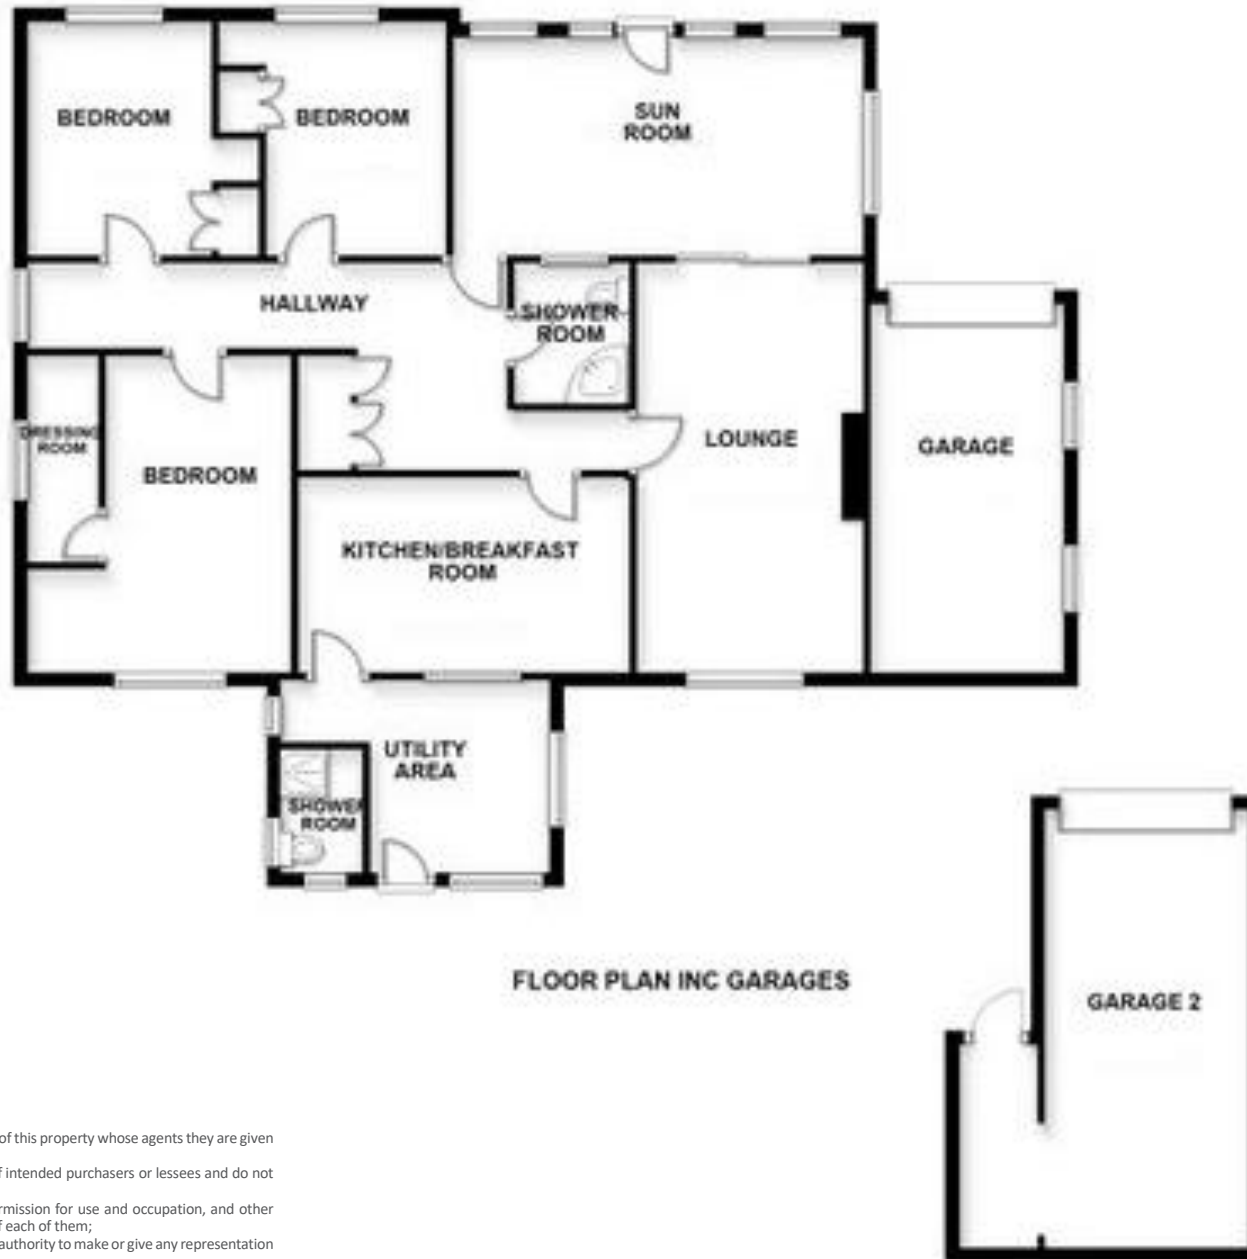 BEDROOM
BEDROOM
SUN
ROOM
HALLWAY
SHOWER
ROOM
DRESSING
ROOM
BEDROOM
LOUNGE
GARAGE
KITCHEN/BREAKFAST
ROOM
UTILITY
AREA
SHOWER
ROOM
FLOOR PLAN INC GARAGES
GARAGE 2
of this property whose agents they are given
f intended purchasers or lessees and do not
rmission for use and occupation, and other
f each of them;
authority to make or give any representation